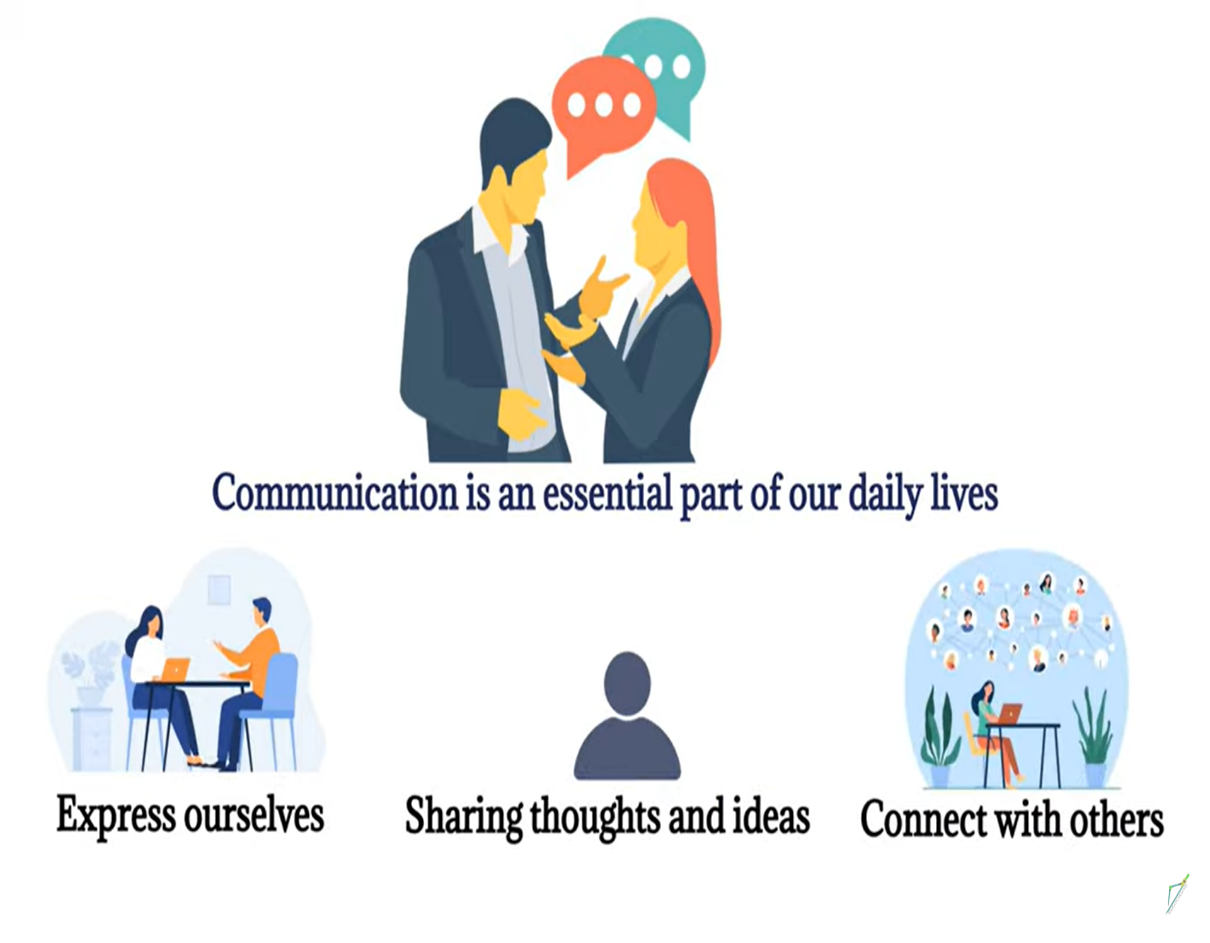 Communication is an essential part of our daily lives
Express ourselves
Sharing thoughts and ideas
Connect with others